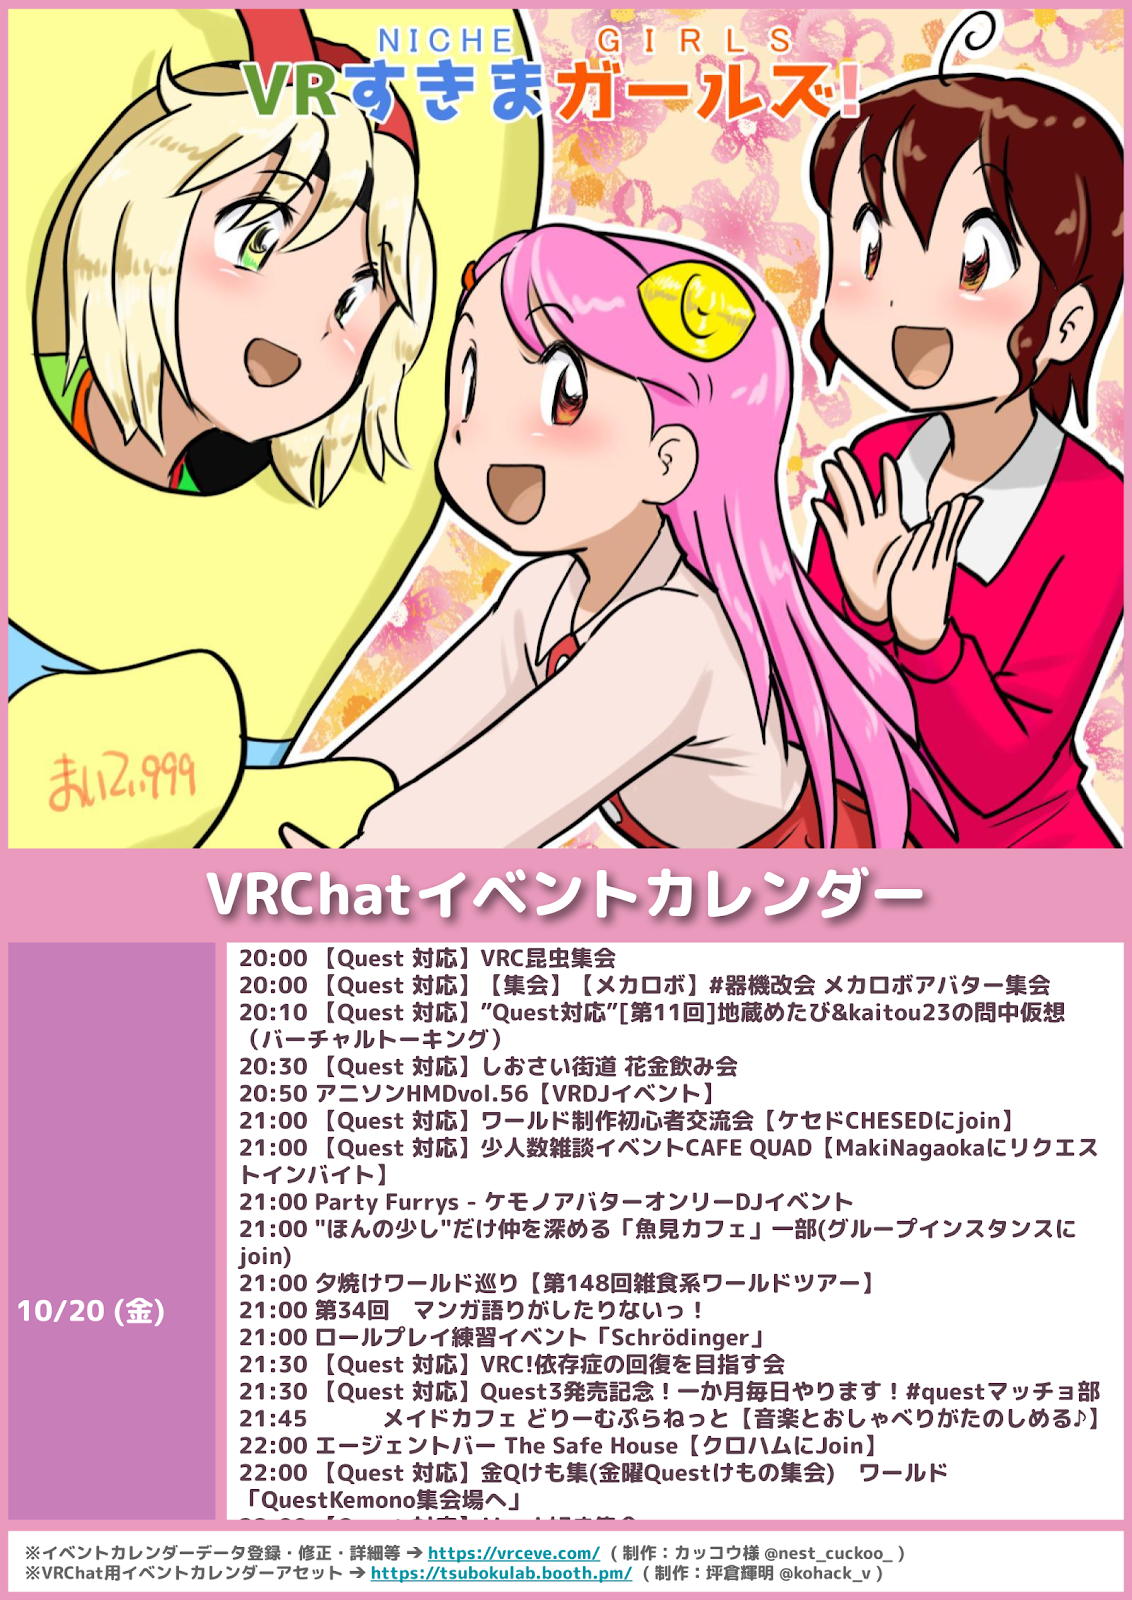 NICHE GIRLS
VRすきまガールズ!
まいてぃ999
VRChatイベントカレンダー
10/20 (金)
20:00 【Quest 対応】VRC昆虫集会
20:00 【Quest 対応】【集会】【メカロボ】#器機改会 メカロボアバター集会
20:10 【Quest 対応】”Quest対応”[第11回]地蔵めたび&kaitou23の問中仮想
（バーチャルトーキング）
20:30 【Quest 対応】しおさい街道 花金飲み会
20:50 アニソンHMDvol.56【VRDJイベント】
21:00 【Quest 対応】ワールド制作初心者交流会【ケセドCHESEDにjoin】
21:00 【Quest 対応】少人数雑談イベントCAFE QUAD【MakiNagaokaにリクエス
トインバイト】
21:00 Party Furrys - ケモノアバターオンリーDJイベント
21:00 "ほんの少し"だけ仲を深める「魚見カフェ」一部(グループインスタンスに
join)
21:00 夕焼けワールド巡り【第148回雑食系ワールドツアー】
21:00 第34回　マンガ語りがしたりないっ！
21:00 ロールプレイ練習イベント「Schrödinger」
21:30 【Quest 対応】VRC!依存症の回復を目指す会
21:30 【Quest 対応】Quest3発売記念！一か月毎日やります！#questマッチョ部
21:45 メイドカフェ どりーむぷらねっと【音楽とおしゃべりがたのしめる♪】
22:00 エージェントバー The Safe House【クロハムにJoin】
22:00 【Quest 対応】金Qけも集(金曜Questけもの集会)　ワールド
「QuestKemono集会場へ」
※イベントカレンダーデータ登録・修正・詳細等 ➔ https://vrceve.com/ （制作：カッコウ様 @nest_cuckoo_ ）
※VRChat用イベントカレンダーアセット ➔ https://tsubokulab.booth.pm/ （制作：坪倉輝明 @kohack_v ）